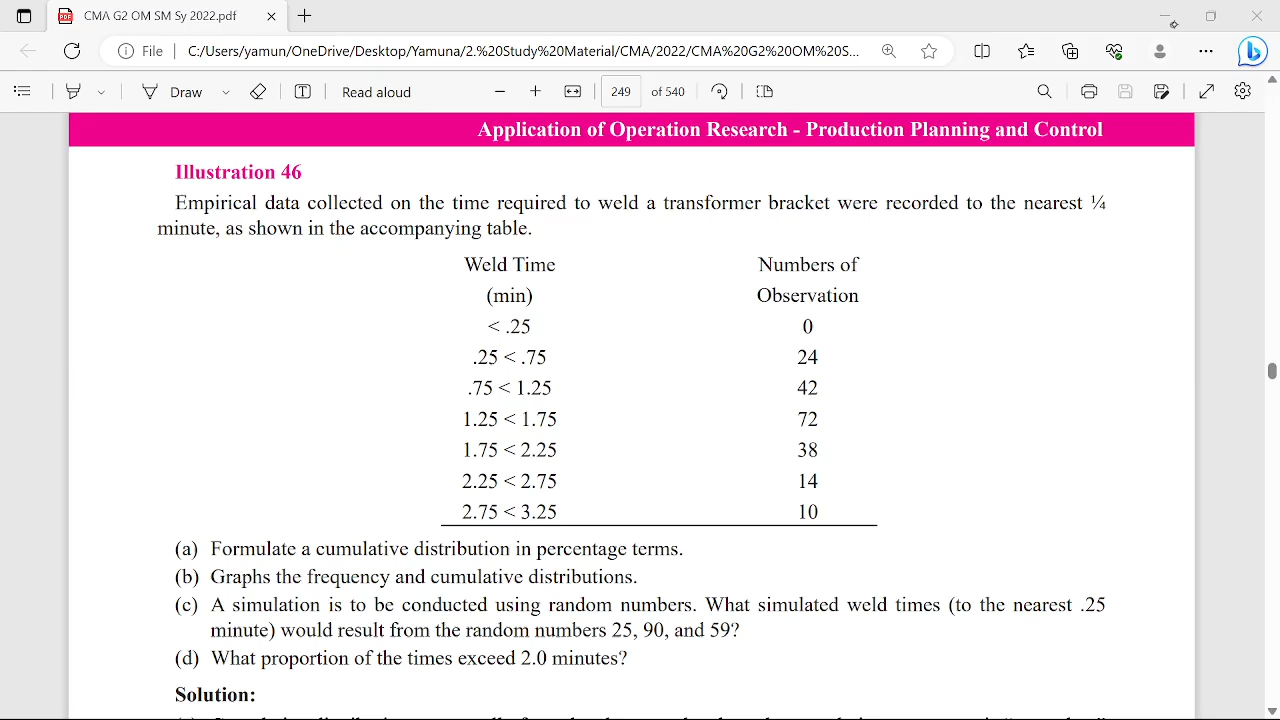 CMA G2 OM SM Sy 2022.pdf
File C:/Users/yamun/OneDrive/Desktop/Yamuna/2.%20Study%20Material/CMA/2022/CMA%20G2%20OM%20S...
Draw Read aloud 249 of 540
Application of Operation Research - Production Planning and Control
Illustration 46
Empirical data collected on the time required to weld a transformer bracket were recorded to the nearest ¼
minute, as shown in the accompanying table.
Weld Time Numbers of
(min) Observation
< .25 0
.25 < .75 24
.75 < 1.25 42
1.25 < 1.75 72
1.75 < 2.25 38
2.25 < 2.75 14
2.75 < 3.25 10
(a) Formulate a cumulative distribution in percentage terms.
(b) Graphs the frequency and cumulative distributions.
(c) A simulation is to be conducted using random numbers. What simulated weld times (to the nearest .25
minute) would result from the random numbers 25, 90, and 59?
(d) What proportion of the times exceed 2.0 minutes?
Solution: